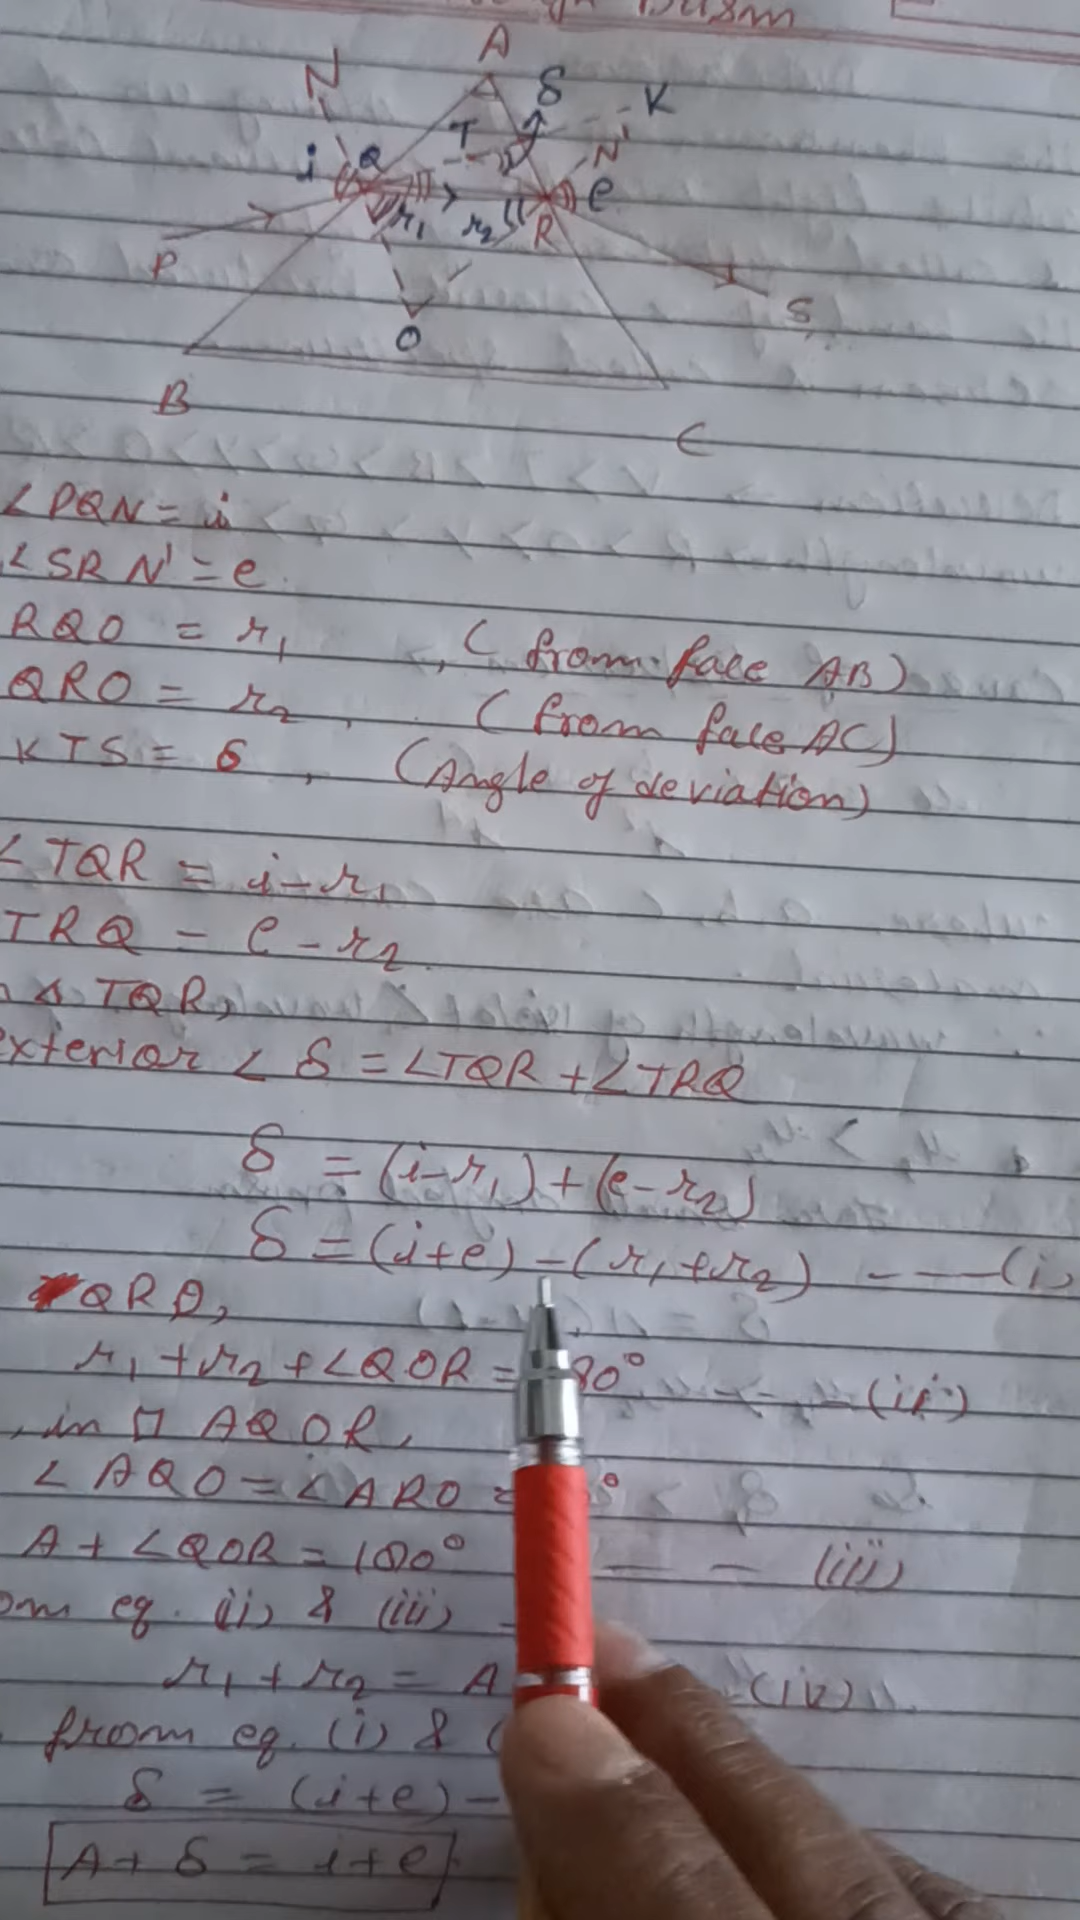 A
N
δ
K
T
N'
i
Q
e
r₁
r₂
R
P
S
O
B
C
∠PQN = i
∠SRN' = e
RQO = r₁ , (from face AB)
QRO = r₂ , (from face AC)
KTS = δ , (Angle of deviation)
∠TQR = i - r₁
TRQ = e - r₂
Δ TQR,
exterior ∠ δ = ∠TQR + ∠TRQ
δ = (i-r₁) + (e-r₂)
δ = (i+e) - (r₁+r₂) --- (i)
QRO,
r₁ + r₂ + ∠QOR = 80° --- (ii)
, in □ AQOR,
∠AQO = ∠ARO = °
A + ∠QOR = 180° — — (iii)
eq. (ii) & (iii)
r₁ + r₂ = A (iv)
from eq. (i) & (
δ = (i+e) -
A + δ = i+e